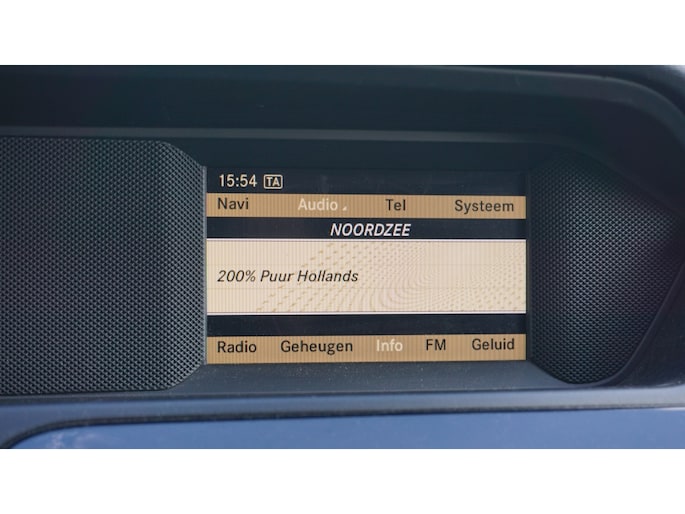 15:54 TA
Navi Audio Tel Systeem
NOORDZEE
200% Puur Hollands
Radio Geheugen Info FM Geluid